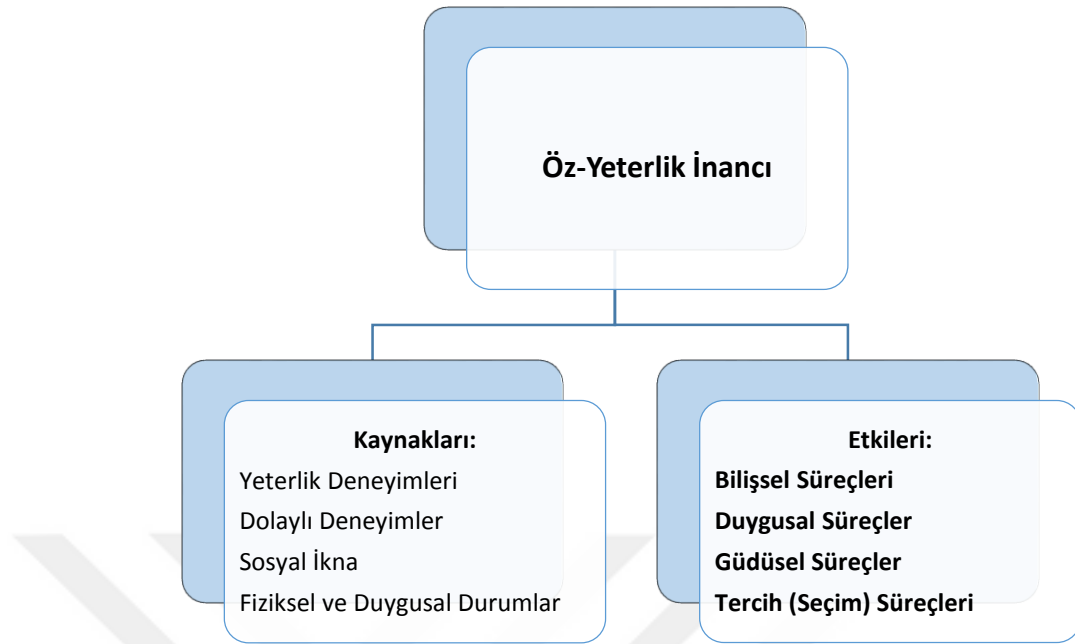 Öz-Yeterlik İnancı
Kaynakları:
Yeterlik Deneyimleri
Dolaylı Deneyimler
Sosyal İkna
Fiziksel ve Duygusal Durumlar
Etkileri:
Bilişsel Süreçleri
Duygusal Süreçler
Güdüsel Süreçler
Tercih (Seçim) Süreçleri